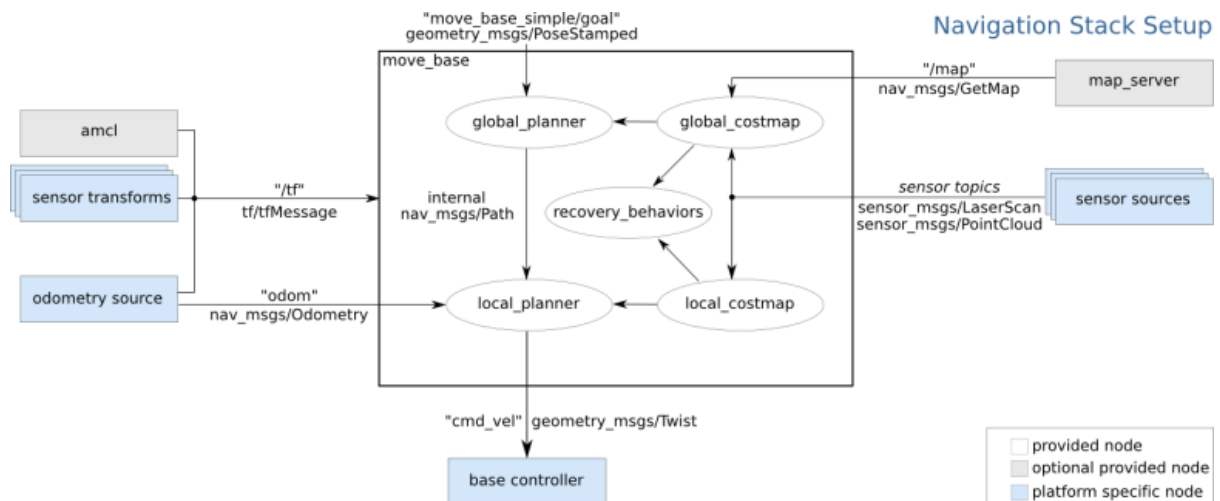 Navigation Stack Setup
"move_base_simple/goal"
geometry_msgs/PoseStamped
move_base
"/map"
nav_msgs/GetMap
map_server
amcl
global_planner
global_costmap
sensor transforms
"/tf"
tf/tfMessage
internal
nav_msgs/Path
recovery_behaviors
sensor topics
sensor_msgs/LaserScan
sensor_msgs/PointCloud
sensor sources
odometry source
"odom"
nav_msgs/Odometry
local_planner
local_costmap
"cmd_vel" geometry_msgs/Twist
base controller
provided node
optional provided node
platform specific node